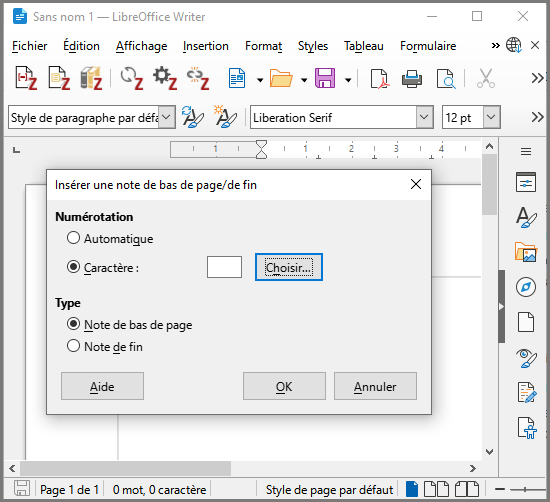 Sans nom 1 — LibreOffice Writer
Fichier Édition Affichage Insertion Format Styles Tableau Formulaire »
Z Z Z Z Z Z
Style de paragraphe par défa Liberation Serif 12 pt
1 1 2 3 4
Insérer une note de bas de page/de fin
Numérotation
Automatique
Caractère : Choisir...
Type
Note de bas de page
Note de fin
Aide OK Annuler
Page 1 de 1 0 mot, 0 caractère Style de page par défaut